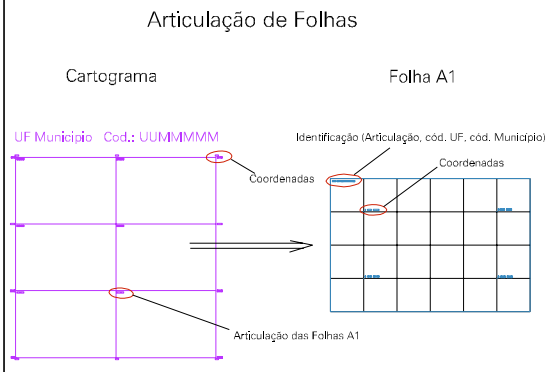 Articulação de Folhas
Cartograma
Folha A1
UF Municipio Cod.: UUMMMMM
Identificação (Articulação, cód. UF, cód. Município)
Coordenadas
Coordenadas
Articulação das Folhas A1